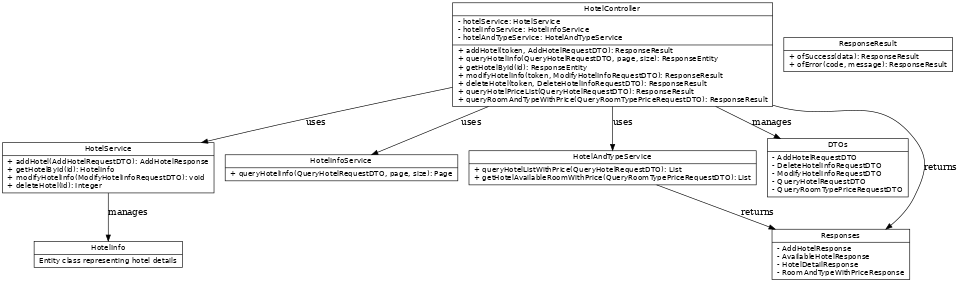 HotelController
- hotelService: HotelService
- hotelInfoService: HotelInfoService
- hotelAndTypeService: HotelAndTypeService
+ addHotel(token, AddHotelRequestDTO): ResponseResult
+ queryHotelInfo(QueryHotelRequestDTO, page, size): ResponseEntity
+ getHotelById(id): ResponseEntity
+ modifyHotelInfo(token, ModifyHotelInfoRequestDTO): ResponseResult
+ deleteHotel(token, DeleteHotelInfoRequestDTO): ResponseResult
+ queryHotelPriceList(QueryHotelRequestDTO): ResponseResult
+ queryRoomAndTypeWithPrice(QueryRoomTypePriceRequestDTO): ResponseResult
ResponseResult
+ ofSuccess(data): ResponseResult
+ ofError(code, message): ResponseResult
uses
uses
uses
manages
returns
HotelService
+ addHotel(AddHotelRequestDTO): AddHotelResponse
+ getHotelById(id): HotelInfo
+ modifyHotelInfo(ModifyHotelInfoRequestDTO): void
+ deleteHotel(id): Integer
HotelInfoService
+ queryHotelInfo(QueryHotelRequestDTO, page, size): Page
HotelAndTypeService
+ queryHotelListWithPrice(QueryHotelRequestDTO): List
+ getHotelAvailableRoomWithPrice(QueryRoomTypePriceRequestDTO): List
DTOs
- AddHotelRequestDTO
- DeleteHotelInfoRequestDTO
- ModifyHotelInfoRequestDTO
- QueryHotelRequestDTO
- QueryRoomTypePriceRequestDTO
manages
returns
HotelInfo
Entity class representing hotel details
Responses
- AddHotelResponse
- AvailableHotelResponse
- HotelDetailResponse
- RoomAndTypeWithPriceResponse